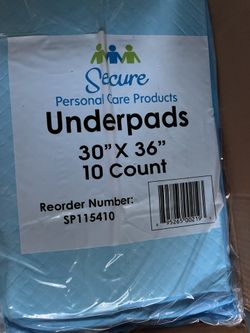 Secure
Personal Care Products
Underpads
30" X 36"
10 Count
Reorder Number:
SP115410